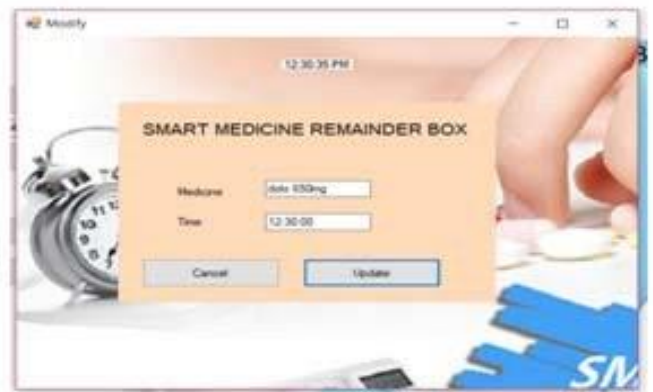 Modify
12:30:35 PM
SMART MEDICINE REMAINDER BOX
Medicine dolo 650mg
Time 12:30:00
Cancel Update
SM